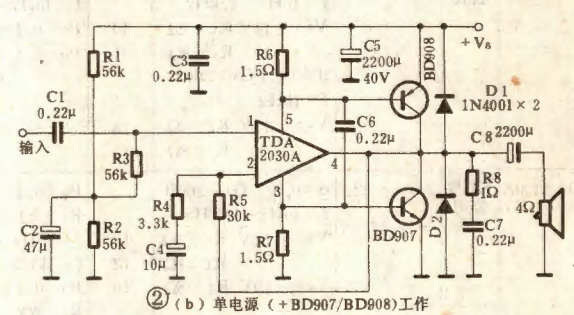 R1
56k
C3
0.22μ
R6
1.5Ω
C5
2200μ
40V
BD908
+V₈
D1
1N4001×2
C1
0.22μ
输入
R3
56k
1
5
TDA
2030A
2
4
3
C6
0.22μ
C8
2200μ
R4
3.3k
R5
30k
R8
1Ω
4Ω
C2
47μ
R2
56k
C4
10μ
R7
1.5Ω
BD907
D2
C7
0.22μ
②(b)单电源(+BD907/BD908)工作